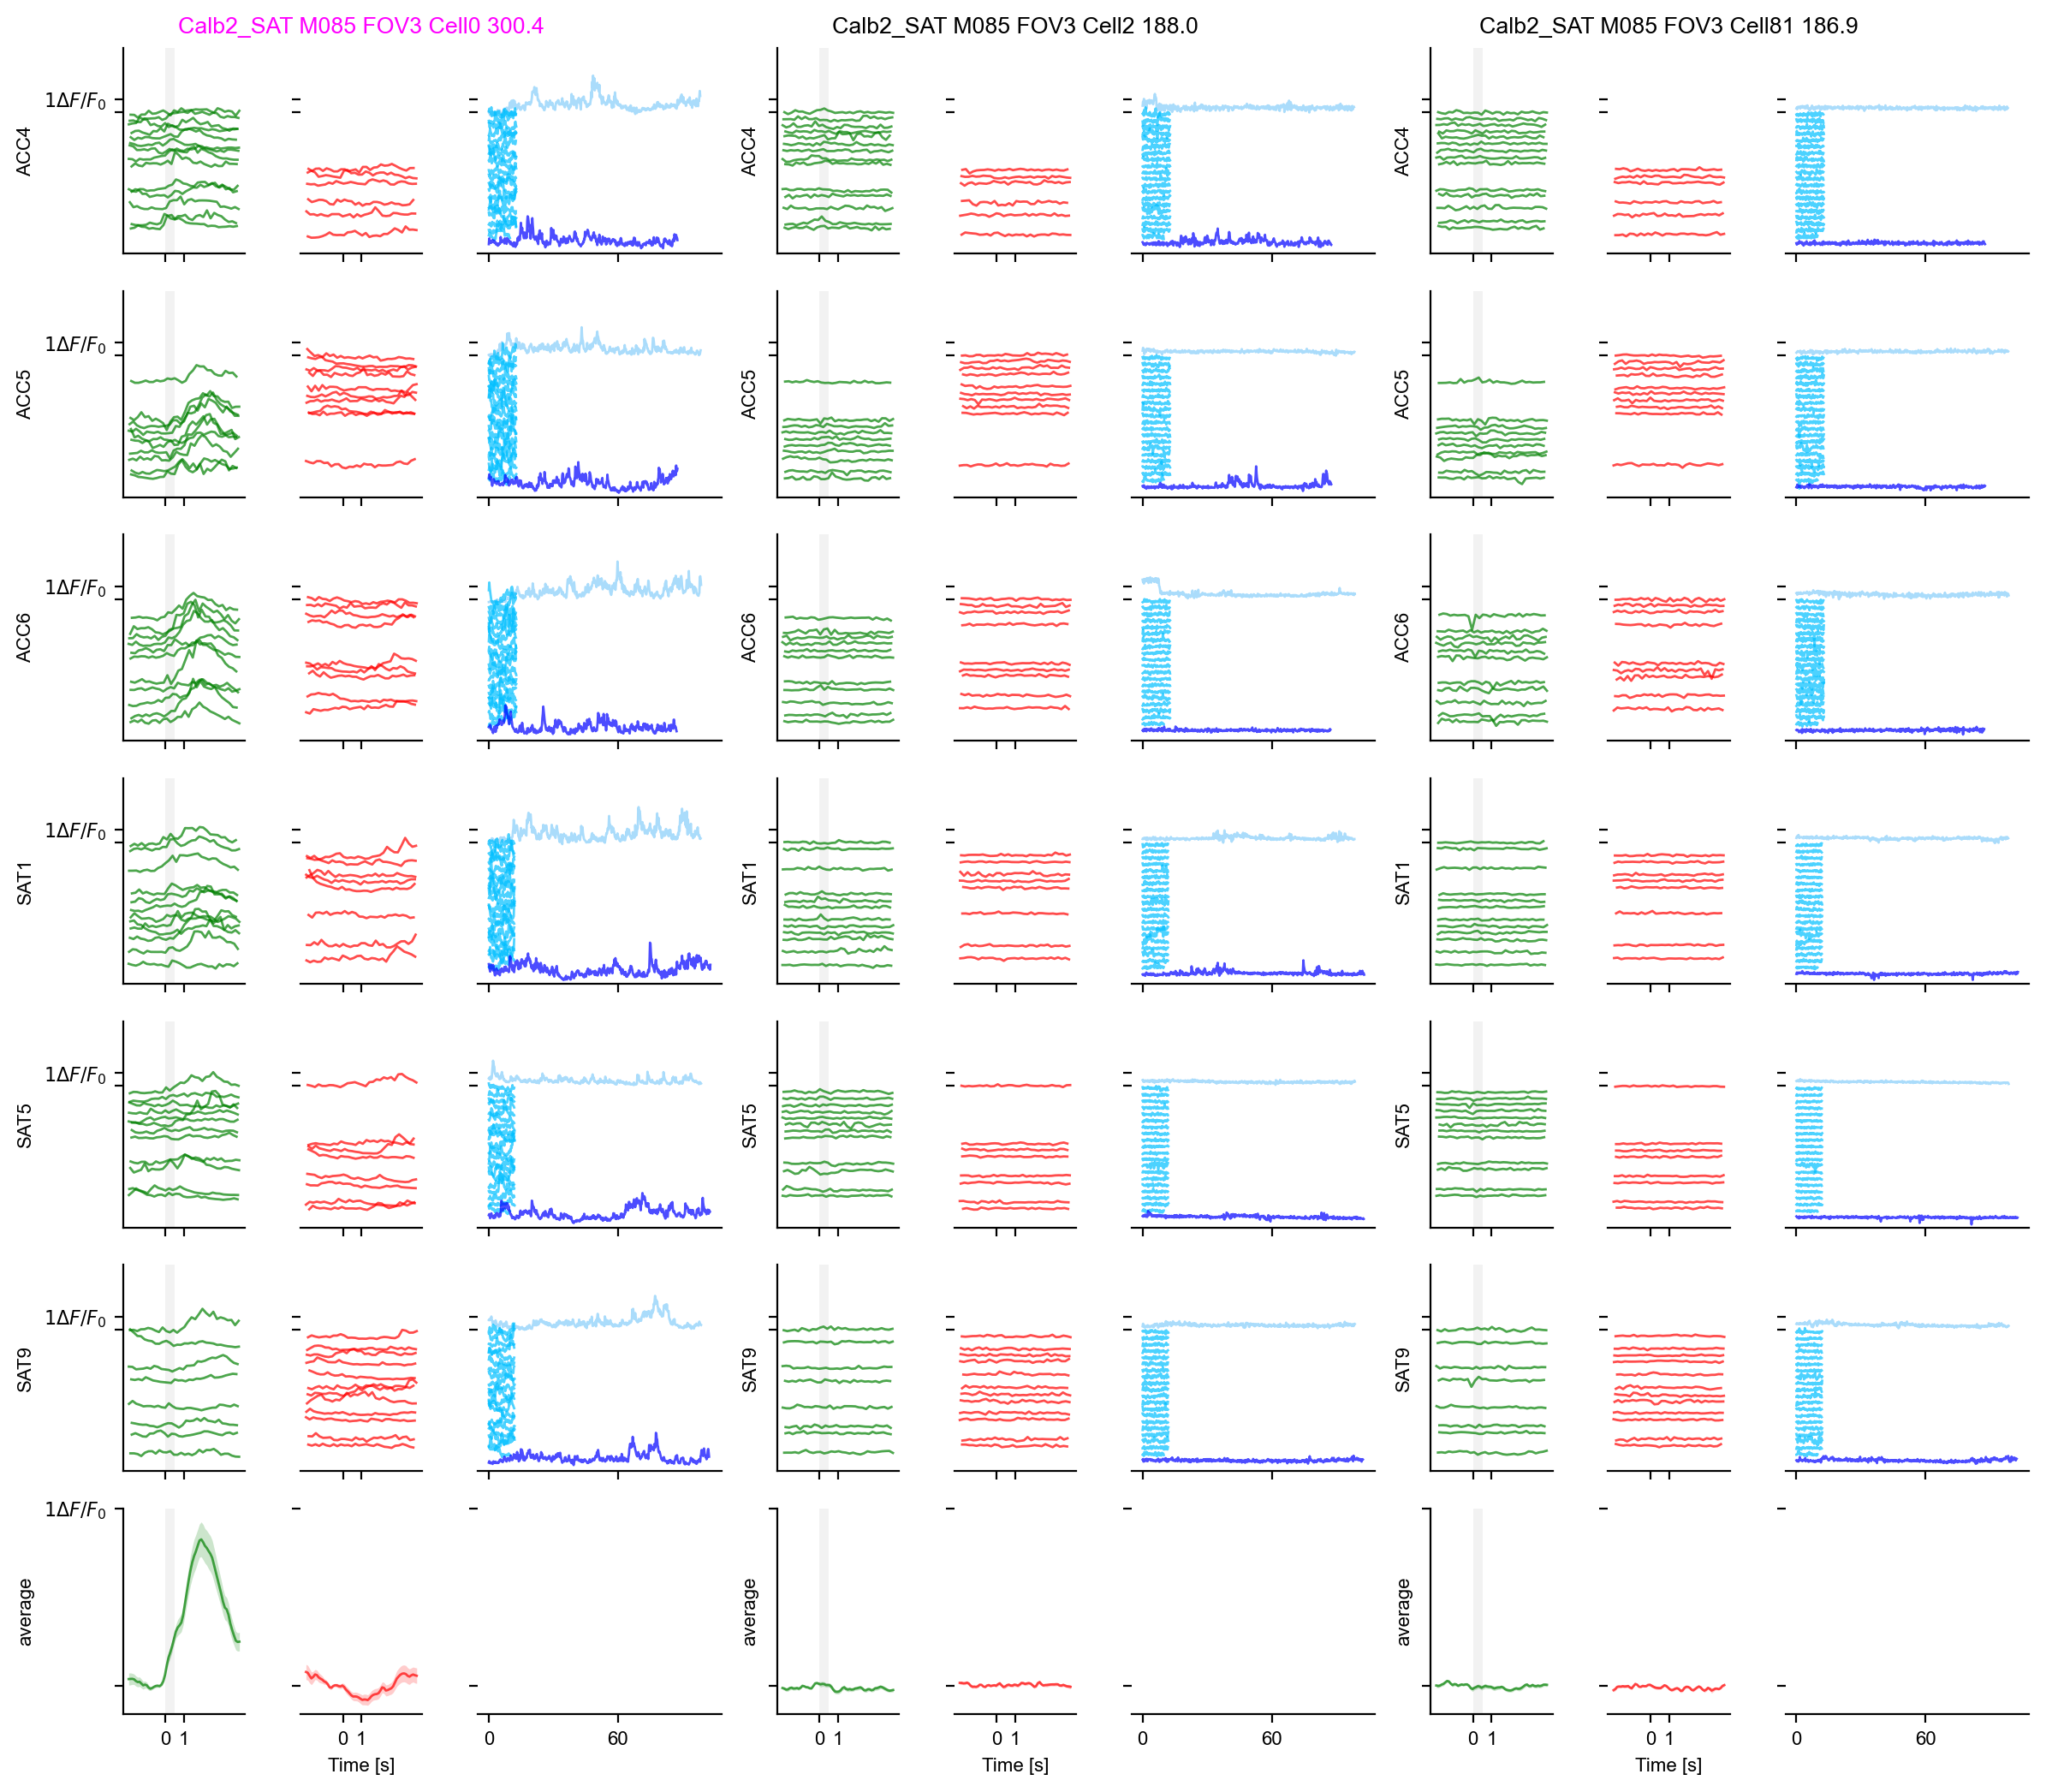 Calb2_SAT M085 FOV3 Cell0 300.4
Calb2_SAT M085 FOV3 Cell2 188.0
Calb2_SAT M085 FOV3 Cell81 186.9
1ΔF/F₀
ACC4
ACC4
ACC4
1ΔF/F₀
ACC5
ACC5
ACC5
1ΔF/F₀
ACC6
ACC6
ACC6
1ΔF/F₀
SAT1
SAT1
SAT1
1ΔF/F₀
SAT5
SAT5
SAT5
1ΔF/F₀
SAT9
SAT9
SAT9
1ΔF/F₀
average
average
average
0 1 0 1 0 60 0 1 0 1 0 60 0 1 0 1 0 60
Time [s] Time [s] Time [s]